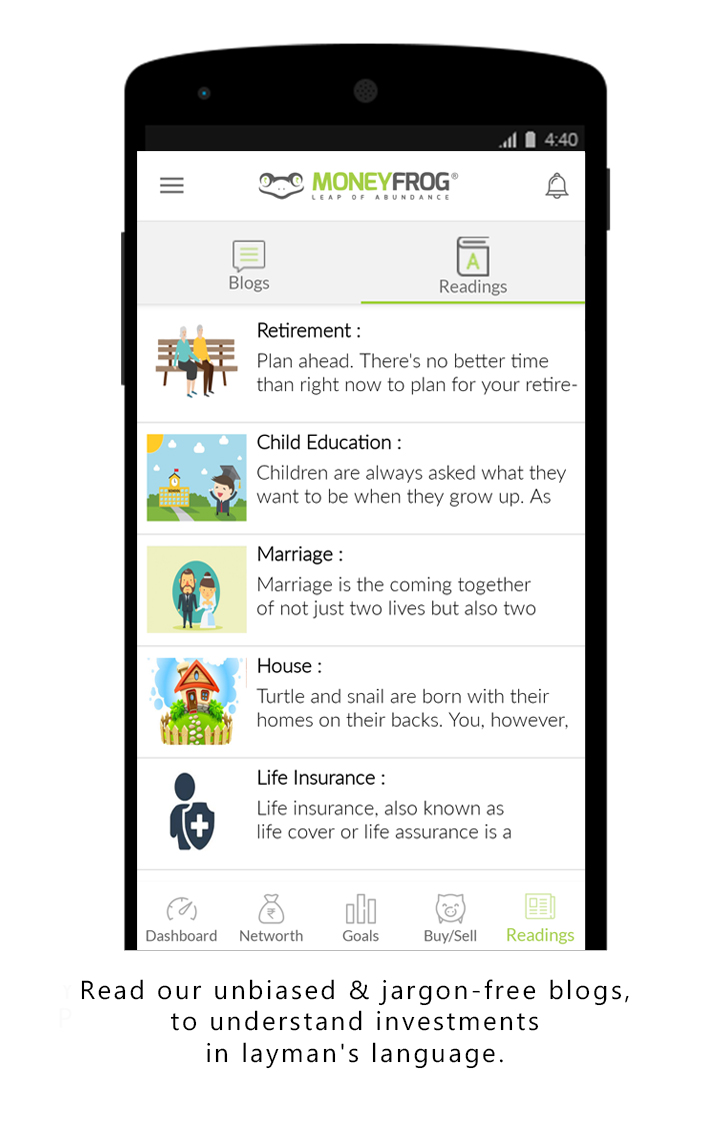 4:40
MONEYFROG®
LEAP OF ABUNDANCE
Blogs
Readings
Retirement :
Plan ahead. There's no better time
than right now to plan for your retire-
Child Education :
Children are always asked what they
want to be when they grow up. As
Marriage :
Marriage is the coming together
of not just two lives but also two
House :
Turtle and snail are born with their
homes on their backs. You, however,
Life Insurance :
Life insurance, also known as
life cover or life assurance is a
Dashboard Networth Goals Buy/Sell Readings
Read our unbiased & jargon-free blogs,
to understand investments
in layman's language.